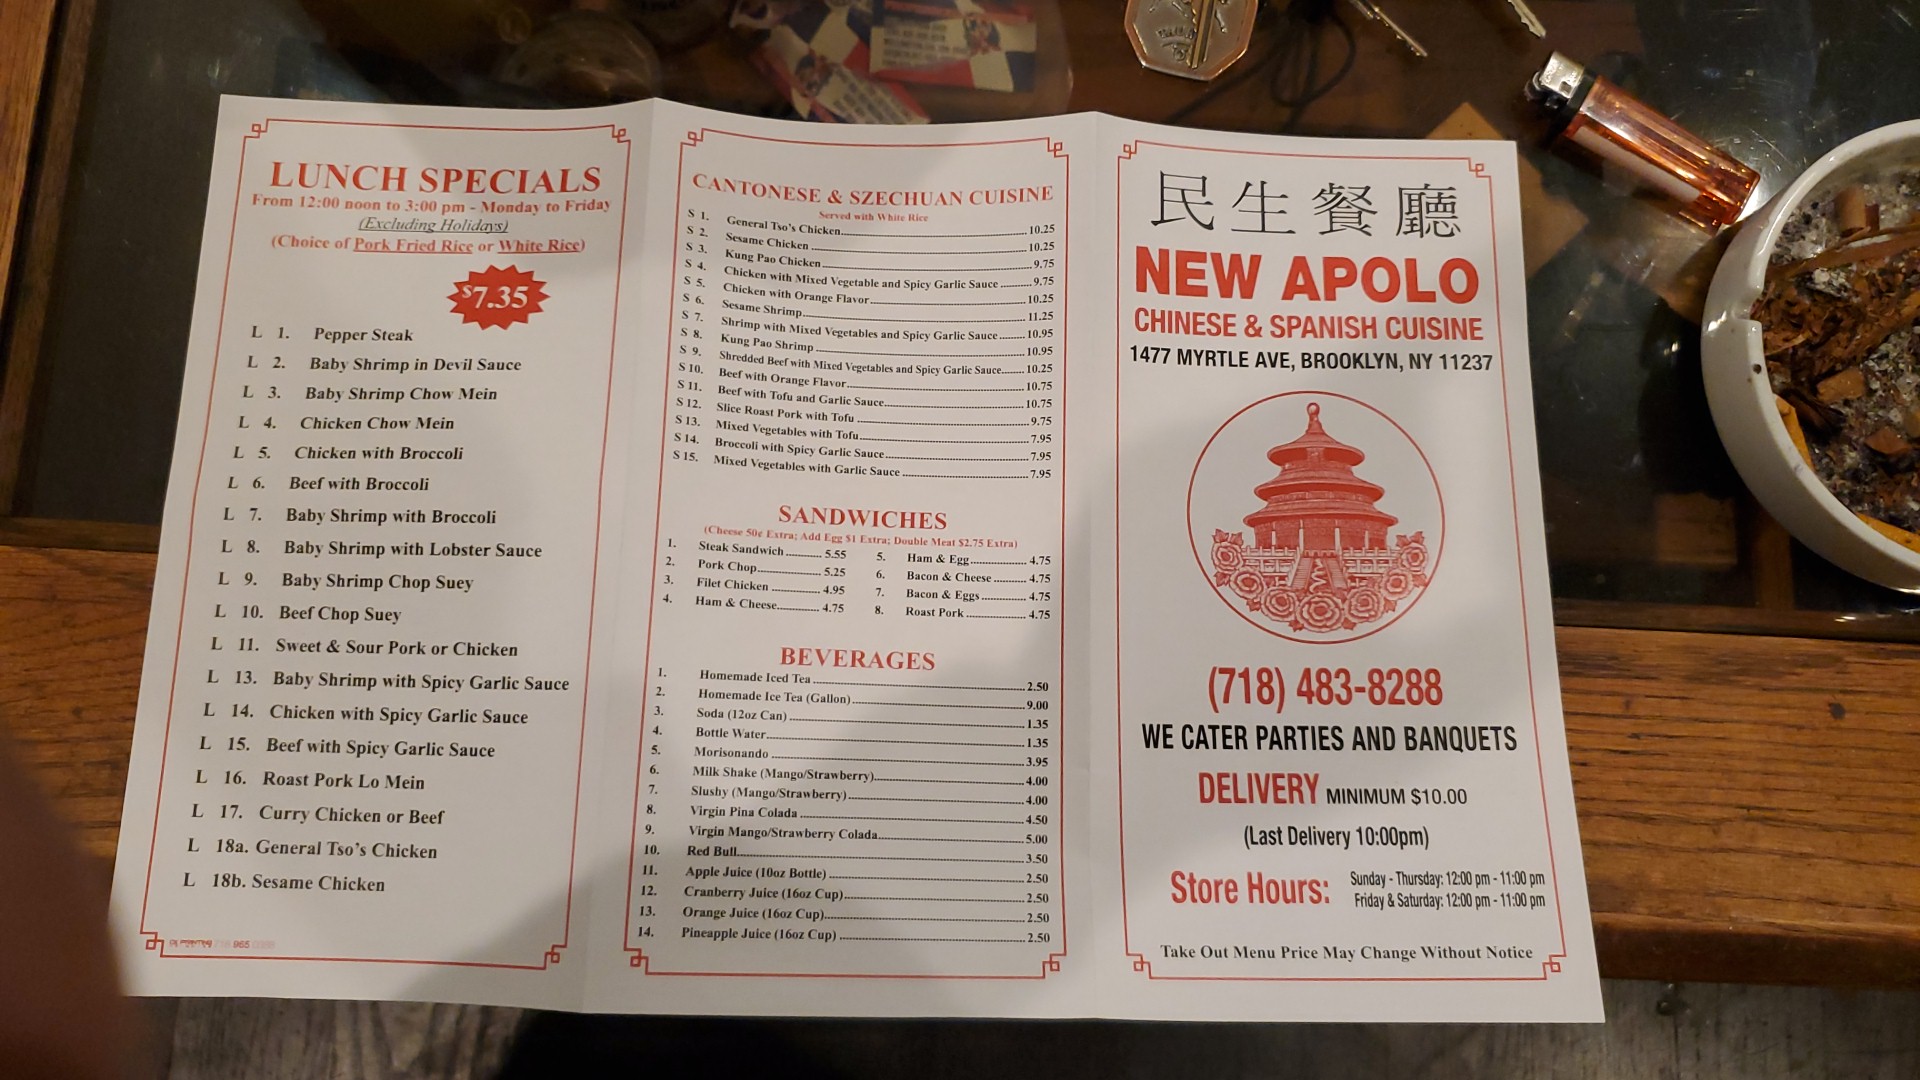 LUNCH SPECIALS
From 12:00 noon to 3:00 pm - Monday to Friday
(Excluding Holidays)
(Choice of Pork Fried Rice or White Rice)
$7.35
L 1. Pepper Steak
L 2. Baby Shrimp in Devil Sauce
L 3. Baby Shrimp Chow Mein
L 4. Chicken Chow Mein
L 5. Chicken with Broccoli
L 6. Beef with Broccoli
L 7. Baby Shrimp with Broccoli
L 8. Baby Shrimp with Lobster Sauce
L 9. Baby Shrimp Chop Suey
L 10. Beef Chop Suey
L 11. Sweet & Sour Pork or Chicken
L 13. Baby Shrimp with Spicy Garlic Sauce
L 14. Chicken with Spicy Garlic Sauce
L 15. Beef with Spicy Garlic Sauce
L 16. Roast Pork Lo Mein
L 17. Curry Chicken or Beef
L 18a. General Tso's Chicken
L 18b. Sesame Chicken
CANTONESE & SZECHUAN CUISINE
Served with White Rice
S 1. General Tso's Chicken 10.25
S 2. Sesame Chicken 10.25
S 3. Kung Pao Chicken 9.75
S 4. Chicken with Mixed Vegetable and Spicy Garlic Sauce 9.75
S 5. Chicken with Orange Flavor 10.25
S 6. Sesame Shrimp 11.25
S 7. Shrimp with Mixed Vegetables and Spicy Garlic Sauce 10.95
S 8. Kung Pao Shrimp 10.95
S 9. Shredded Beef with Mixed Vegetables and Spicy Garlic Sauce 10.25
S 10. Beef with Orange Flavor 10.75
S 11. Beef with Tofu and Garlic Sauce 10.75
S 12. Slice Roast Pork with Tofu 9.75
S 13. Mixed Vegetables with Tofu 7.95
S 14. Broccoli with Spicy Garlic Sauce 7.95
S 15. Mixed Vegetables with Garlic Sauce 7.95
SANDWICHES
(Cheese 50¢ Extra; Add Egg $1 Extra; Double Meat $2.75 Extra)
1. Steak Sandwich 5.55
2. Pork Chop 5.25
3. Filet Chicken 4.95
4. Ham & Cheese 4.75
5. Ham & Egg 4.75
6. Bacon & Cheese 4.75
7. Bacon & Eggs 4.75
8. Roast Pork 4.75
BEVERAGES
1. Homemade Iced Tea 2.50
2. Homemade Ice Tea (Gallon) 9.00
3. Soda (12oz Can) 1.35
4. Bottle Water 1.35
5. Morisonando 3.95
6. Milk Shake (Mango/Strawberry) 4.00
7. Slushy (Mango/Strawberry) 4.00
8. Virgin Pina Colada 4.50
9. Virgin Mango/Strawberry Colada 5.00
10. Red Bull 3.50
11. Apple Juice (10oz Bottle) 2.50
12. Cranberry Juice (16oz Cup) 2.50
13. Orange Juice (16oz Cup) 2.50
14. Pineapple Juice (16oz Cup) 2.50
民生餐廳
NEW APOLO
CHINESE & SPANISH CUISINE
1477 MYRTLE AVE, BROOKLYN, NY 11237
(718) 483-8288
WE CATER PARTIES AND BANQUETS
DELIVERY MINIMUM $10.00
(Last Delivery 10:00pm)
Store Hours:
Sunday - Thursday: 12:00 pm - 11:00 pm
Friday & Saturday: 12:00 pm - 11:00 pm
Take Out Menu Price May Change Without Notice